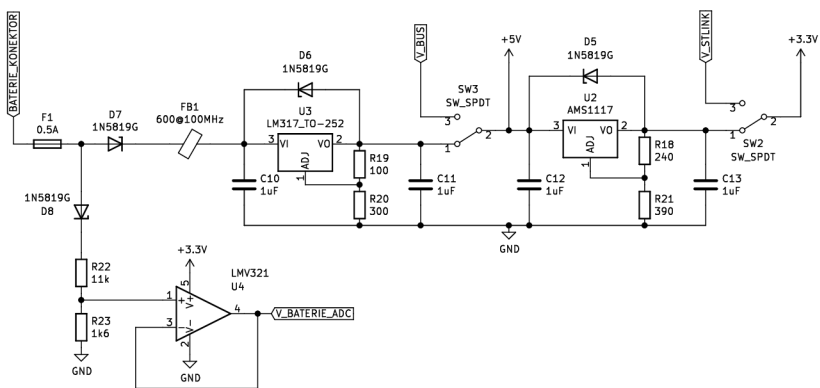 BATERIE_KONEKTOR
F1
0.5A
D7
1N5819G
FB1
600@100MHz
D6
1N5819G
U3
LM317_TO-252
3
VI
VO
2
ADJ
1
R19
100
R20
300
C10
1uF
C11
1uF
V_BUS
SW3
SW_SPDT
3
1
2
+5V
D5
1N5819G
U2
AMS1117
3
VI
VO
2
ADJ
1
R18
240
R21
390
C12
1uF
C13
1uF
GND
V_STLINK
3
1
2
SW2
SW_SPDT
+3.3V
1N5819G
D8
R22
11k
R23
1k6
GND
+3.3V
LMV321
U4
5
V+
1
+
3
-
V-
2
4
GND
V_BATERIE_ADC